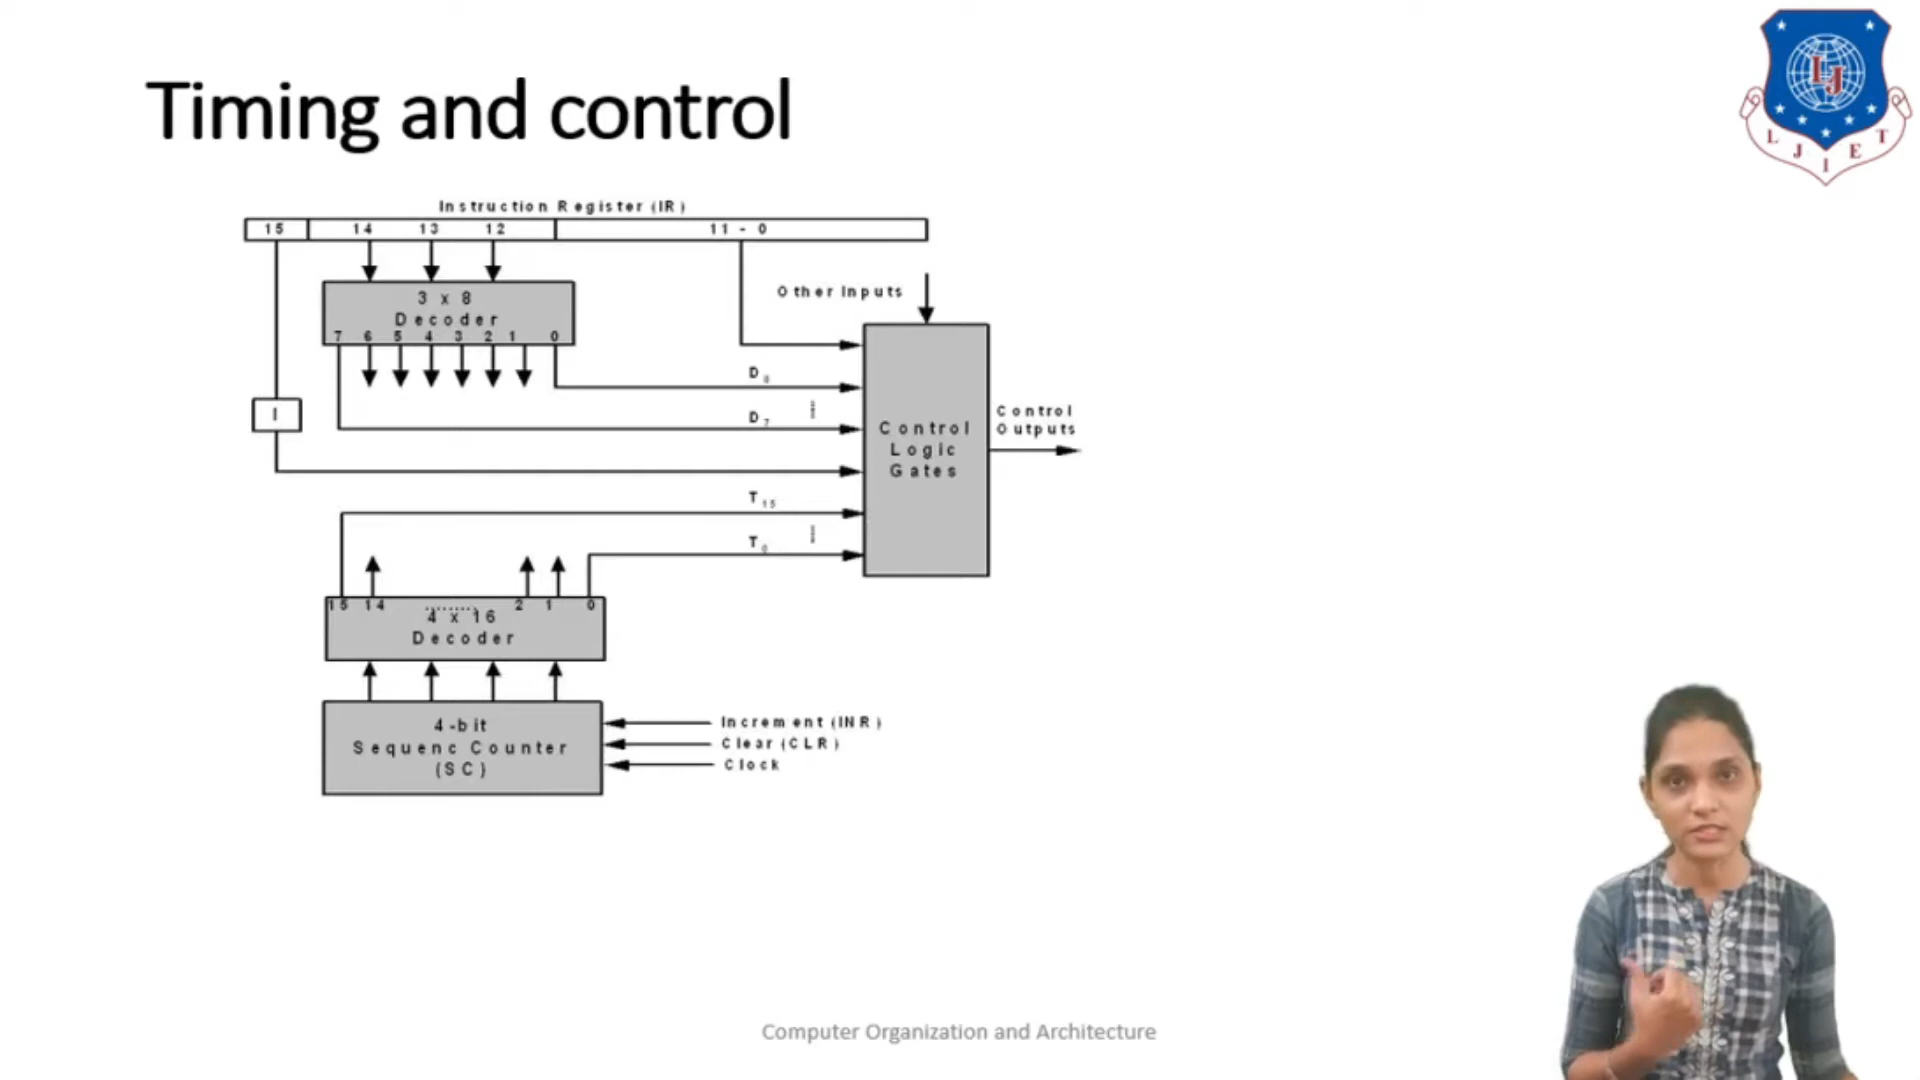 Timing and control
L J I E T
LJ
Instruction Register (IR)
15 14 13 12 11 - 0
Other Inputs
3 x 8
Decoder
7 6 5 4 3 2 1 0
D0
D7
I
Control
Logic
Gates
Control
Outputs
T15
T0
15 14 ......... 2 1 0
4 x 16
Decoder
4-bit
Sequenc Counter
(SC)
Increment (INR)
Clear (CLR)
Clock
Computer Organization and Architecture